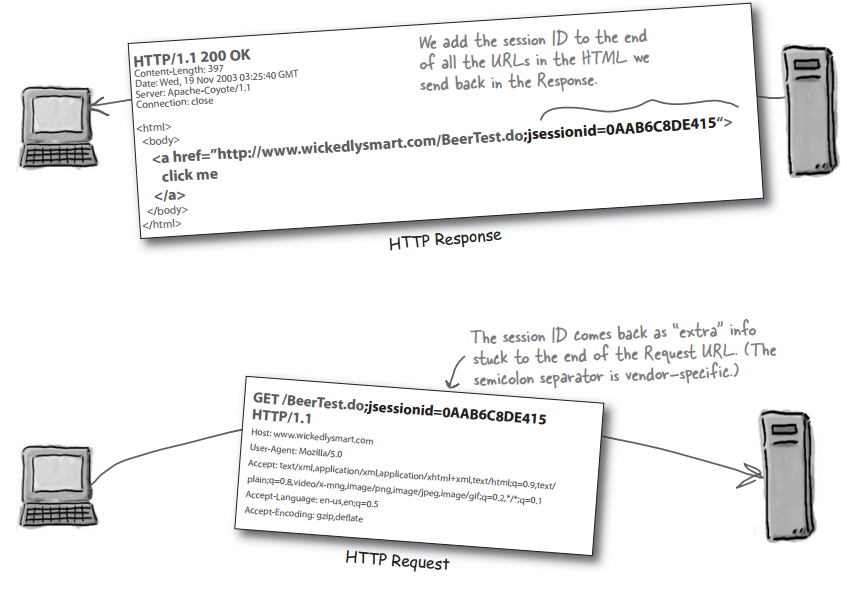 HTTP/1.1 200 OK
Content-Length: 397
Date: Wed, 19 Nov 2003 03:25:40 GMT
Server: Apache-Coyote/1.1
Connection: close
We add the session ID to the end
of all the URLs in the HTML we
send back in the Response.
<html>
<body>
<a href="http://www.wickedlysmart.com/BeerTest.do;jsessionid=0AAB6C8DE415">
click me
</a>
</body>
</html>
HTTP Response
The session ID comes back as "extra" info
stuck to the end of the Request URL. (The
semicolon separator is vendor-specific.)
GET /BeerTest.do;jsessionid=0AAB6C8DE415
HTTP/1.1
Host: www.wickedlysmart.com
User-Agent: Mozilla/5.0
Accept: text/xml,application/xml,application/xhtml+xml,text/html;q=0.9,text/
plain;q=0.8,video/x-mng,image/png,image/jpeg,image/gif;q=0.2,*/*;q=0.1
Accept-Language: en-us,en;q=0.5
Accept-Encoding: gzip,deflate
HTTP Request